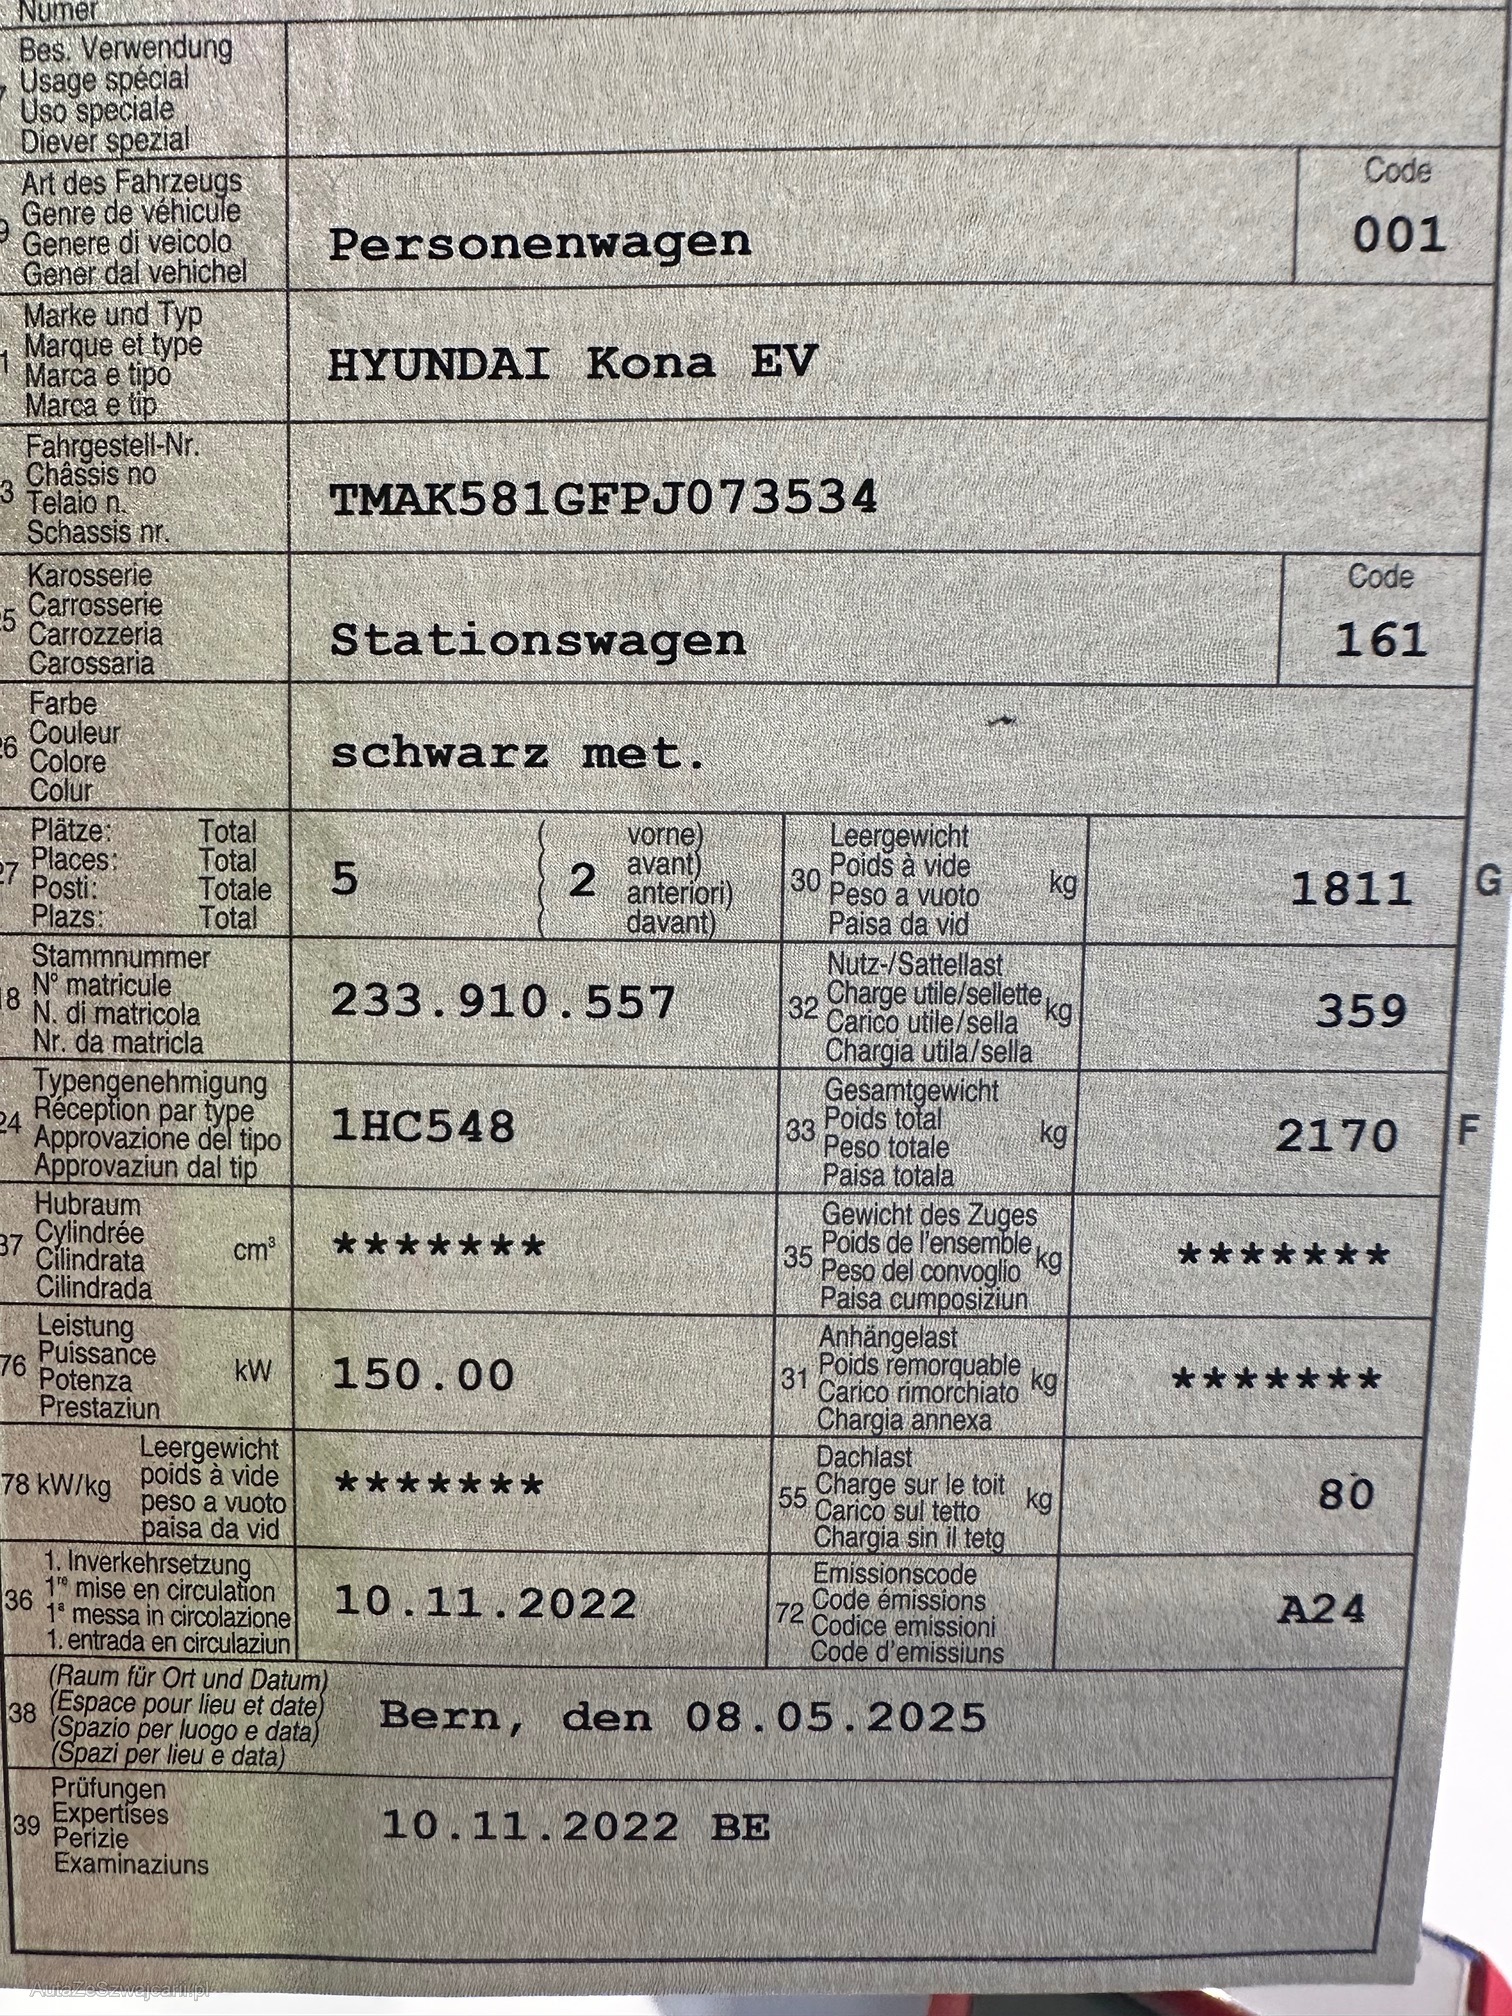 Numer
Bes. Verwendung
Usage spécial
Uso speciale
Diever spezial
Art des Fahrzeugs
Genre de véhicule
Genere di veicolo
Gener dal vehichel
Personenwagen
Code
001
Marke und Typ
Marque et type
Marca e tipo
Marca e tip
HYUNDAI Kona EV
Fahrgestell-Nr.
Châssis no
Telaio n.
Schassis nr.
TMAK581GFPJ073534
Karosserie
Carrosserie
Carrozzeria
Carossaria
Stationswagen
Code
161
Farbe
Couleur
Colore
Colur
schwarz met.
Plätze: Total
Places: Total
Posti: Totale
Plazs: Total
5
( 2 vorne)
avant)
anteriori)
( davant)
30 Leergewicht
Poids à vide
Peso a vuoto
Paisa da vid
kg
1811
G
Stammnummer
N° matricule
N. di matricola
Nr. da matricla
233.910.557
32 Nutz-/Sattellast
Charge utile/sellette
Carico utile/sella
Chargia utila/sella
kg
359
Typengenehmigung
Réception par type
Approvazione del tipo
Approvaziun dal tip
1HC548
33 Gesamtgewicht
Poids total
Peso totale
Paisa totala
kg
2170
F
Hubraum
Cylindrée
Cilindrata
Cilindrada
cm³
*******
35 Gewicht des Zuges
Poids de l'ensemble
Peso del convoglio
Paisa cumposiziun
kg
*******
76 Leistung
Puissance
Potenza
Prestaziun
kW
150.00
31 Anhängelast
Poids remorquable
Carico rimorchiato
Chargia annexa
kg
*******
78 kW/kg
Leergewicht
poids à vide
peso a vuoto
paisa da vid
*******
55 Dachlast
Charge sur le toit
Carico sul tetto
Chargia sin il tetg
kg
80
36 1. Inverkehrsetzung
1re mise en circulation
1a messa in circolazione
1. entrada en circulaziun
10.11.2022
72 Emissionscode
Code émissions
Codice emissioni
Code d'emissiuns
A24
38 (Raum für Ort und Datum)
(Espace pour lieu et date)
(Spazio per luogo e data)
(Spazi per lieu e data)
Bern, den 08.05.2025
39 Prüfungen
Expertises
Perizie
Examinaziuns
10.11.2022 BE
AutaZeSzwajcarii.pl